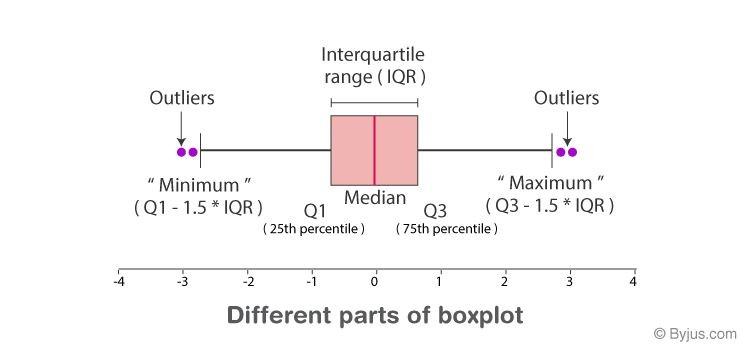 Interquartile
range ( IQR )
Outliers
Outliers
“ Minimum ”
( Q1 - 1.5 * IQR )
Median
“ Maximum ”
( Q3 - 1.5 * IQR )
Q1
( 25th percentile )
Q3
( 75th percentile )
-4 -3 -2 -1 0 1 2 3 4
Different parts of boxplot
© Byjus.com